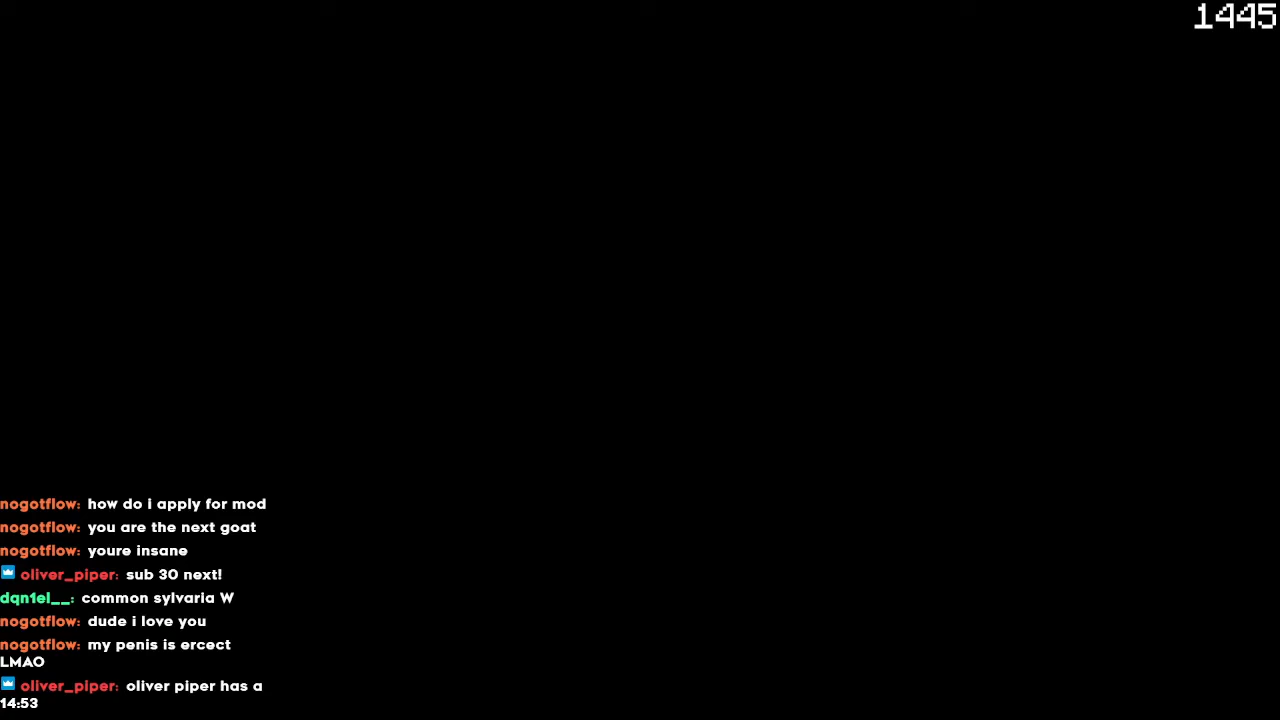 1445
nogotflow: how do i apply for mod
nogotflow: you are the next goat
nogotflow: youre insane
oliver_piper: sub 30 next!
dqn1el__: common sylvaria W
nogotflow: dude i love you
nogotflow: my penis is ercect
LMAO
oliver_piper: oliver piper has a
14:53